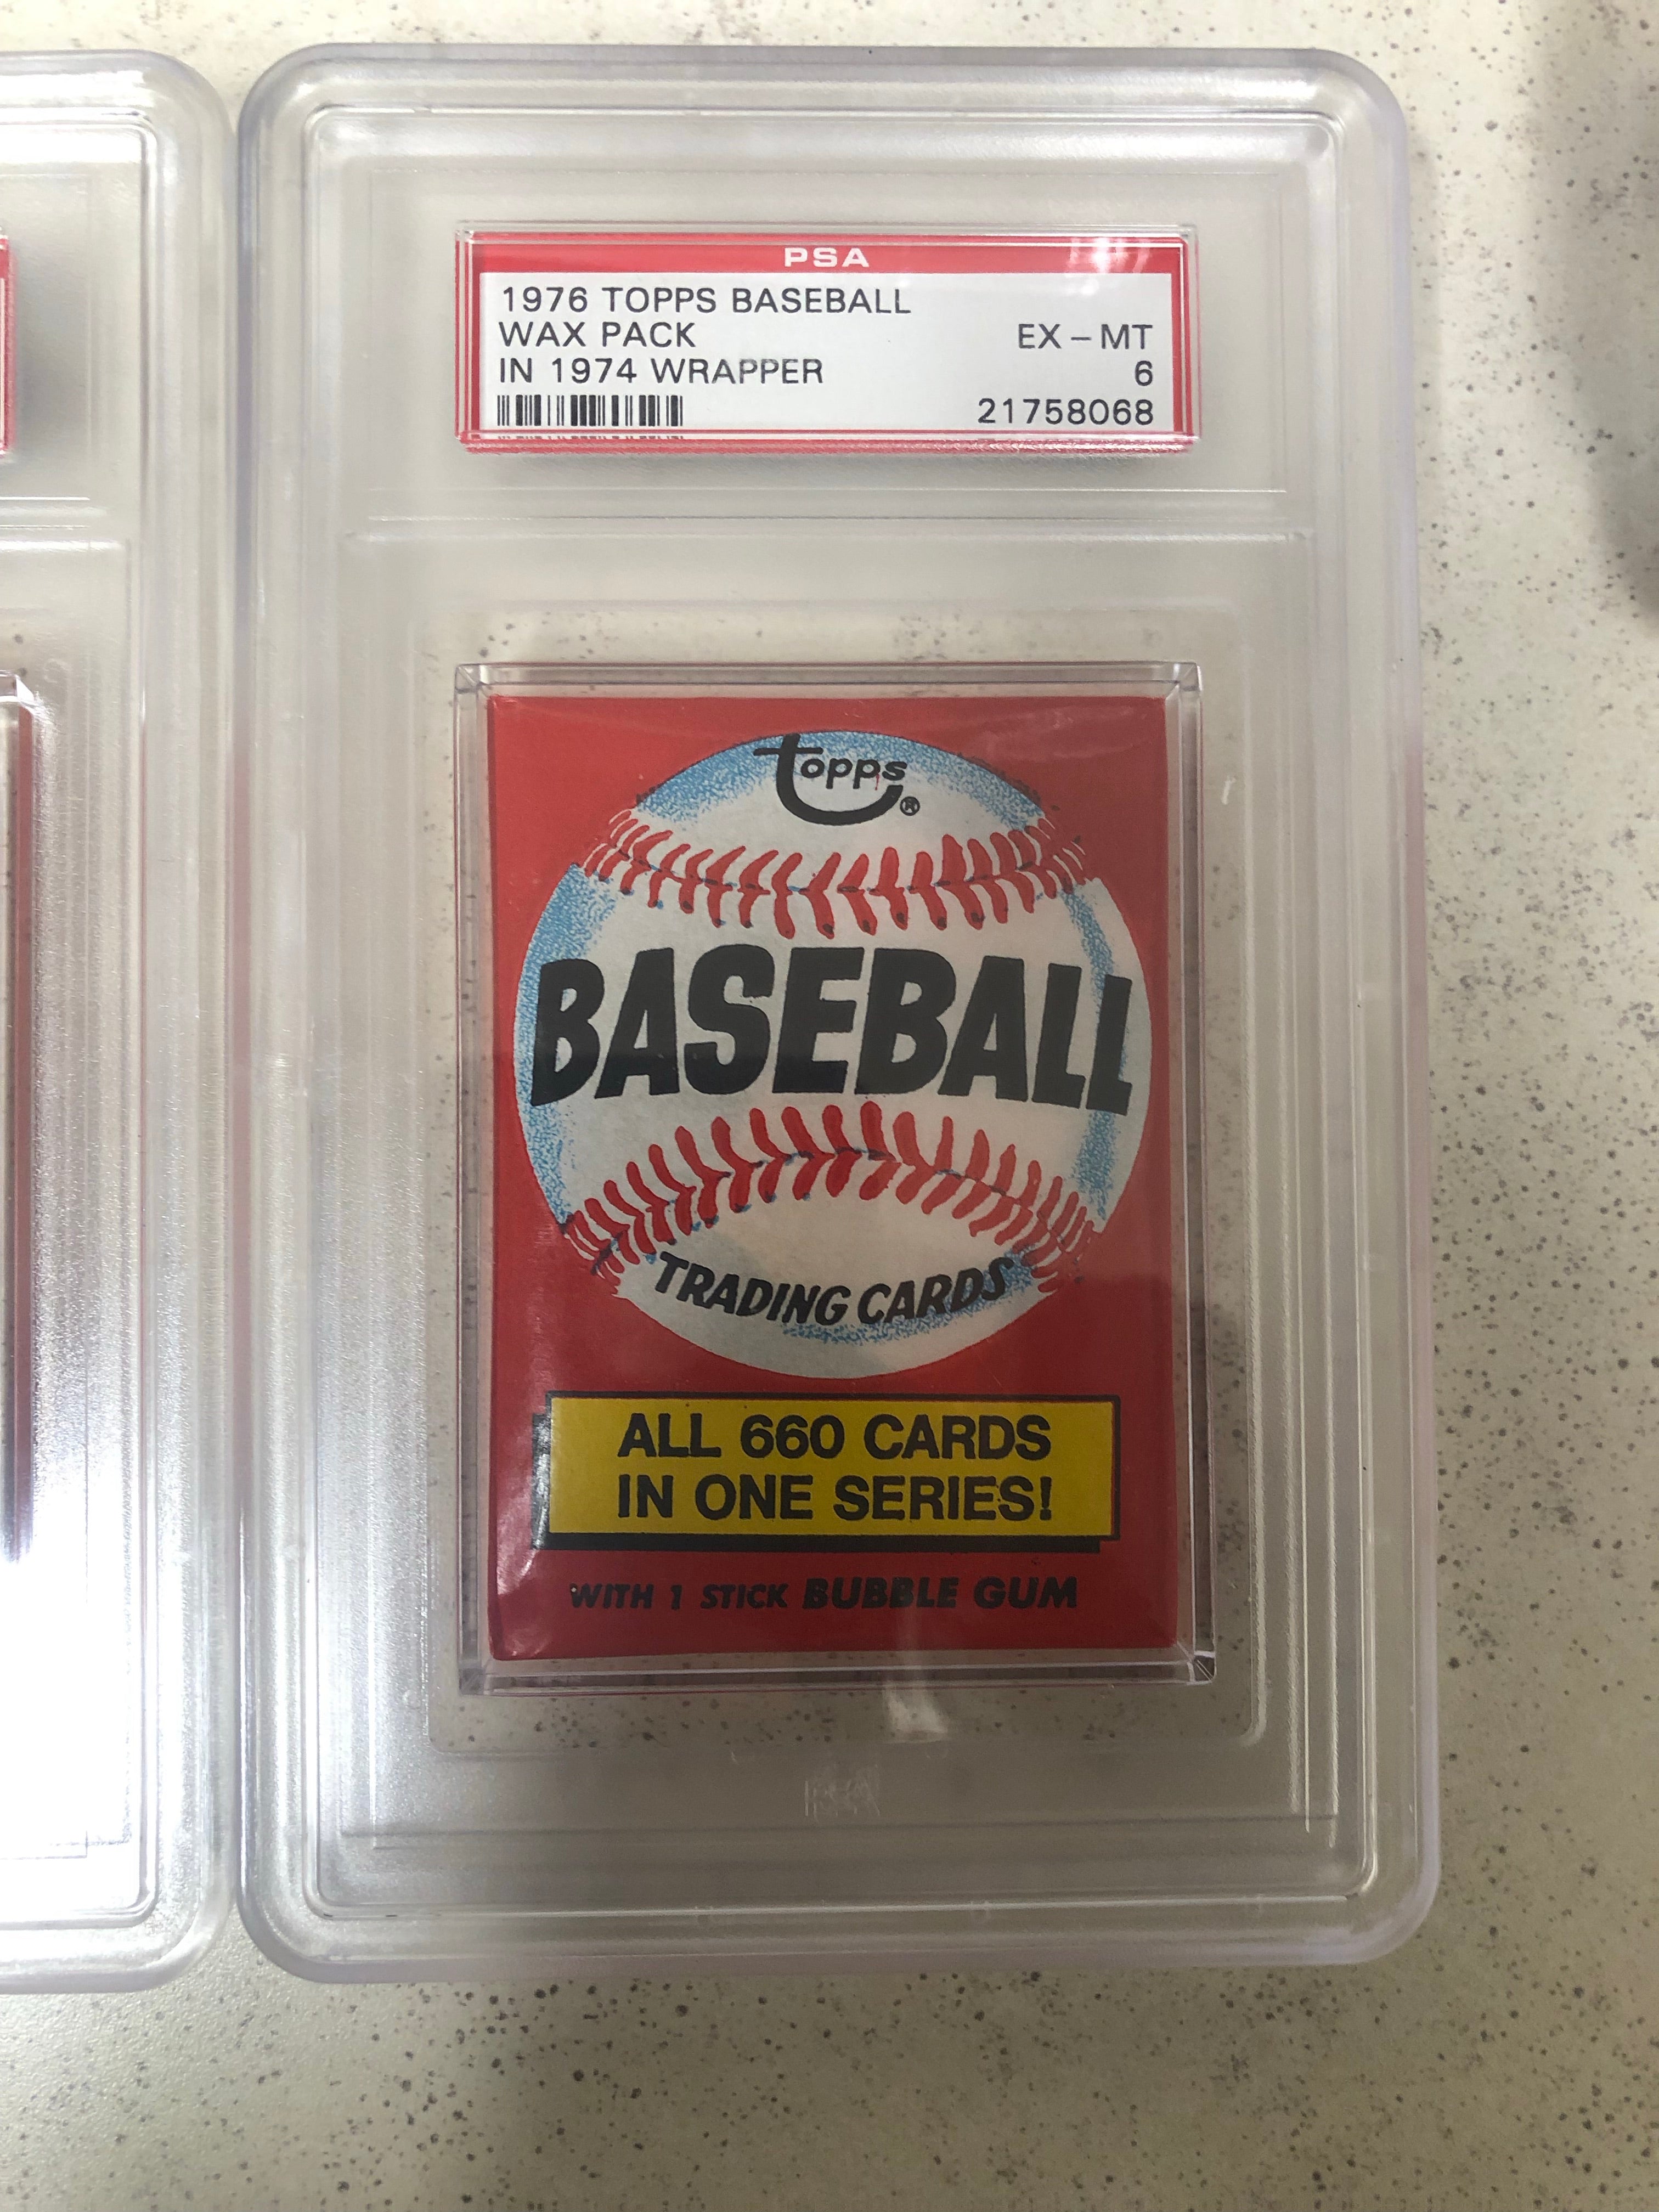 PSA
1976 TOPPS BASEBALL
WAX PACK EX - MT
IN 1974 WRAPPER 6
21758068
topps®
BASEBALL
TRADING CARDS
ALL 660 CARDS
IN ONE SERIES!
WITH 1 STICK BUBBLE GUM